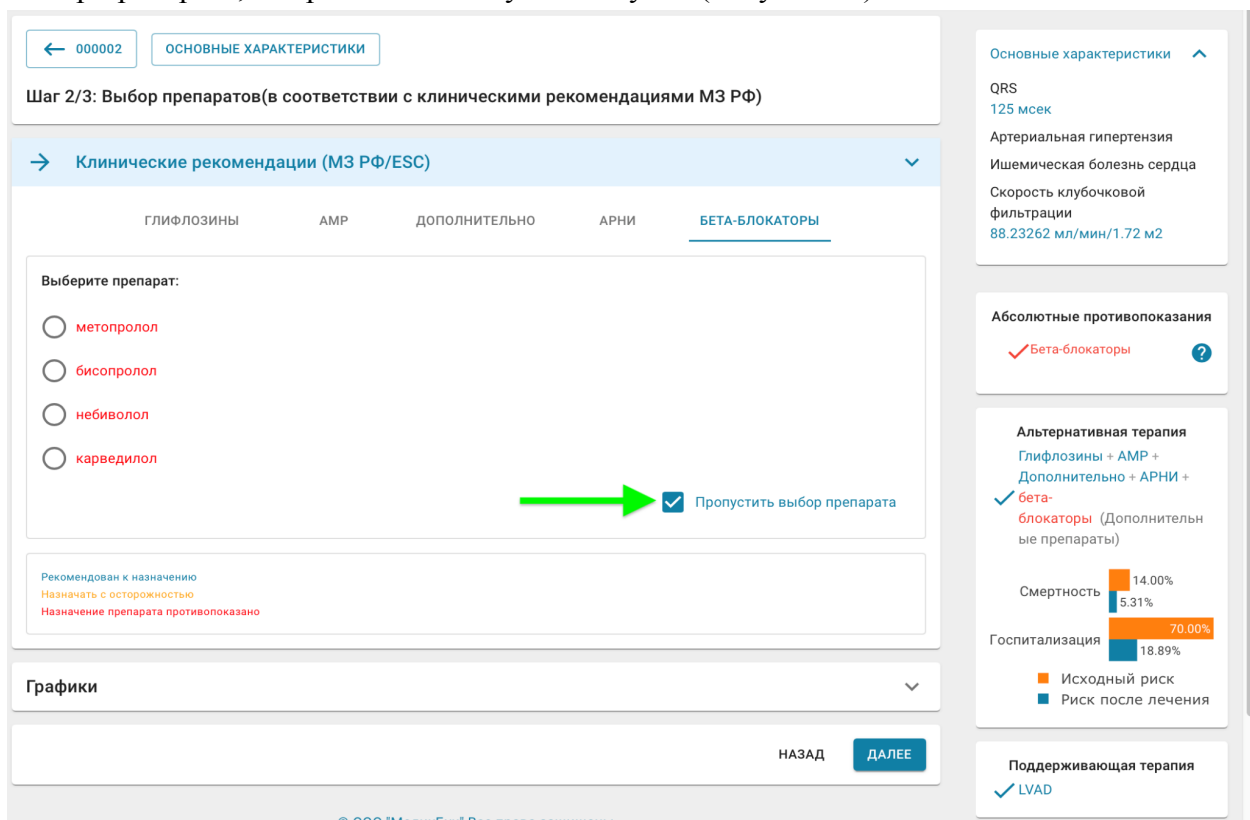 ← 000002
ОСНОВНЫЕ ХАРАКТЕРИСТИКИ
Шаг 2/3: Выбор препаратов(в соответствии с клиническими рекомендациями МЗ РФ)
Клинические рекомендации (МЗ РФ/ESC)
ГЛИФЛОЗИНЫ АМР ДОПОЛНИТЕЛЬНО АРНИ БЕТА-БЛОКАТОРЫ
Выберите препарат:
метопролол
бисопролол
небиволол
карведилол
Пропустить выбор препарата
Рекомендован к назначению
Назначать с осторожностью
Назначение препарата противопоказано
Графики
НАЗАД ДАЛЕЕ
Основные характеристики
QRS
125 мсек
Артериальная гипертензия
Ишемическая болезнь сердца
Скорость клубочковой
фильтрации
88.23262 мл/мин/1.72 м2
Абсолютные противопоказания
Бета-блокаторы ?
Альтернативная терапия
Глифлозины + АМР +
Дополнительно + АРНИ +
бета-
блокаторы (Дополнительн
ые препараты)
Смертность 14.00%
5.31%
Госпитализация 70.00%
18.89%
Исходный риск
Риск после лечения
Поддерживающая терапия
LVAD